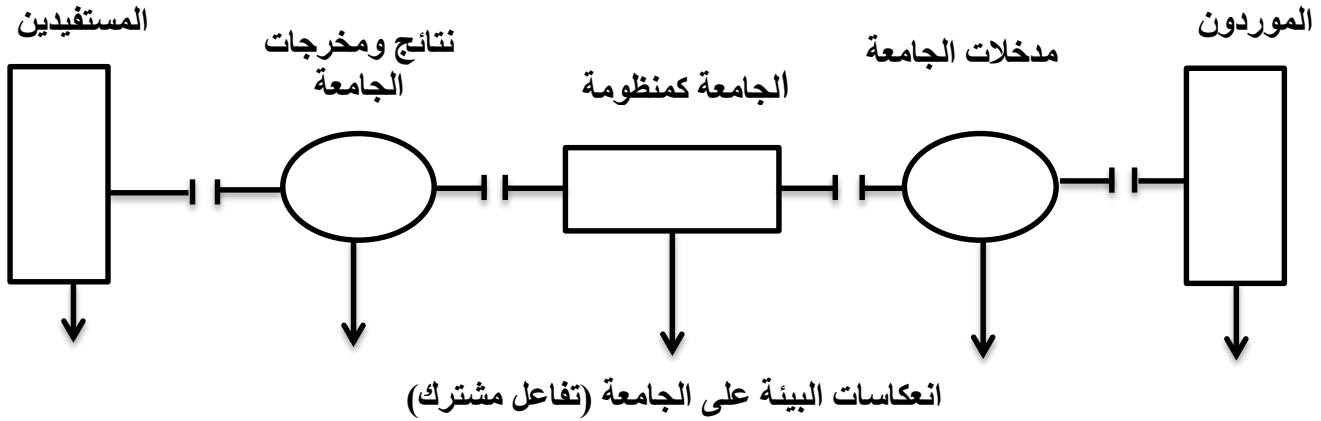 الموردون
مدخلات الجامعة
الجامعة كمنظومة
نتائج ومخرجات
الجامعة
المستفيدين
انعكاسات البيئة على الجامعة (تفاعل مشترك)